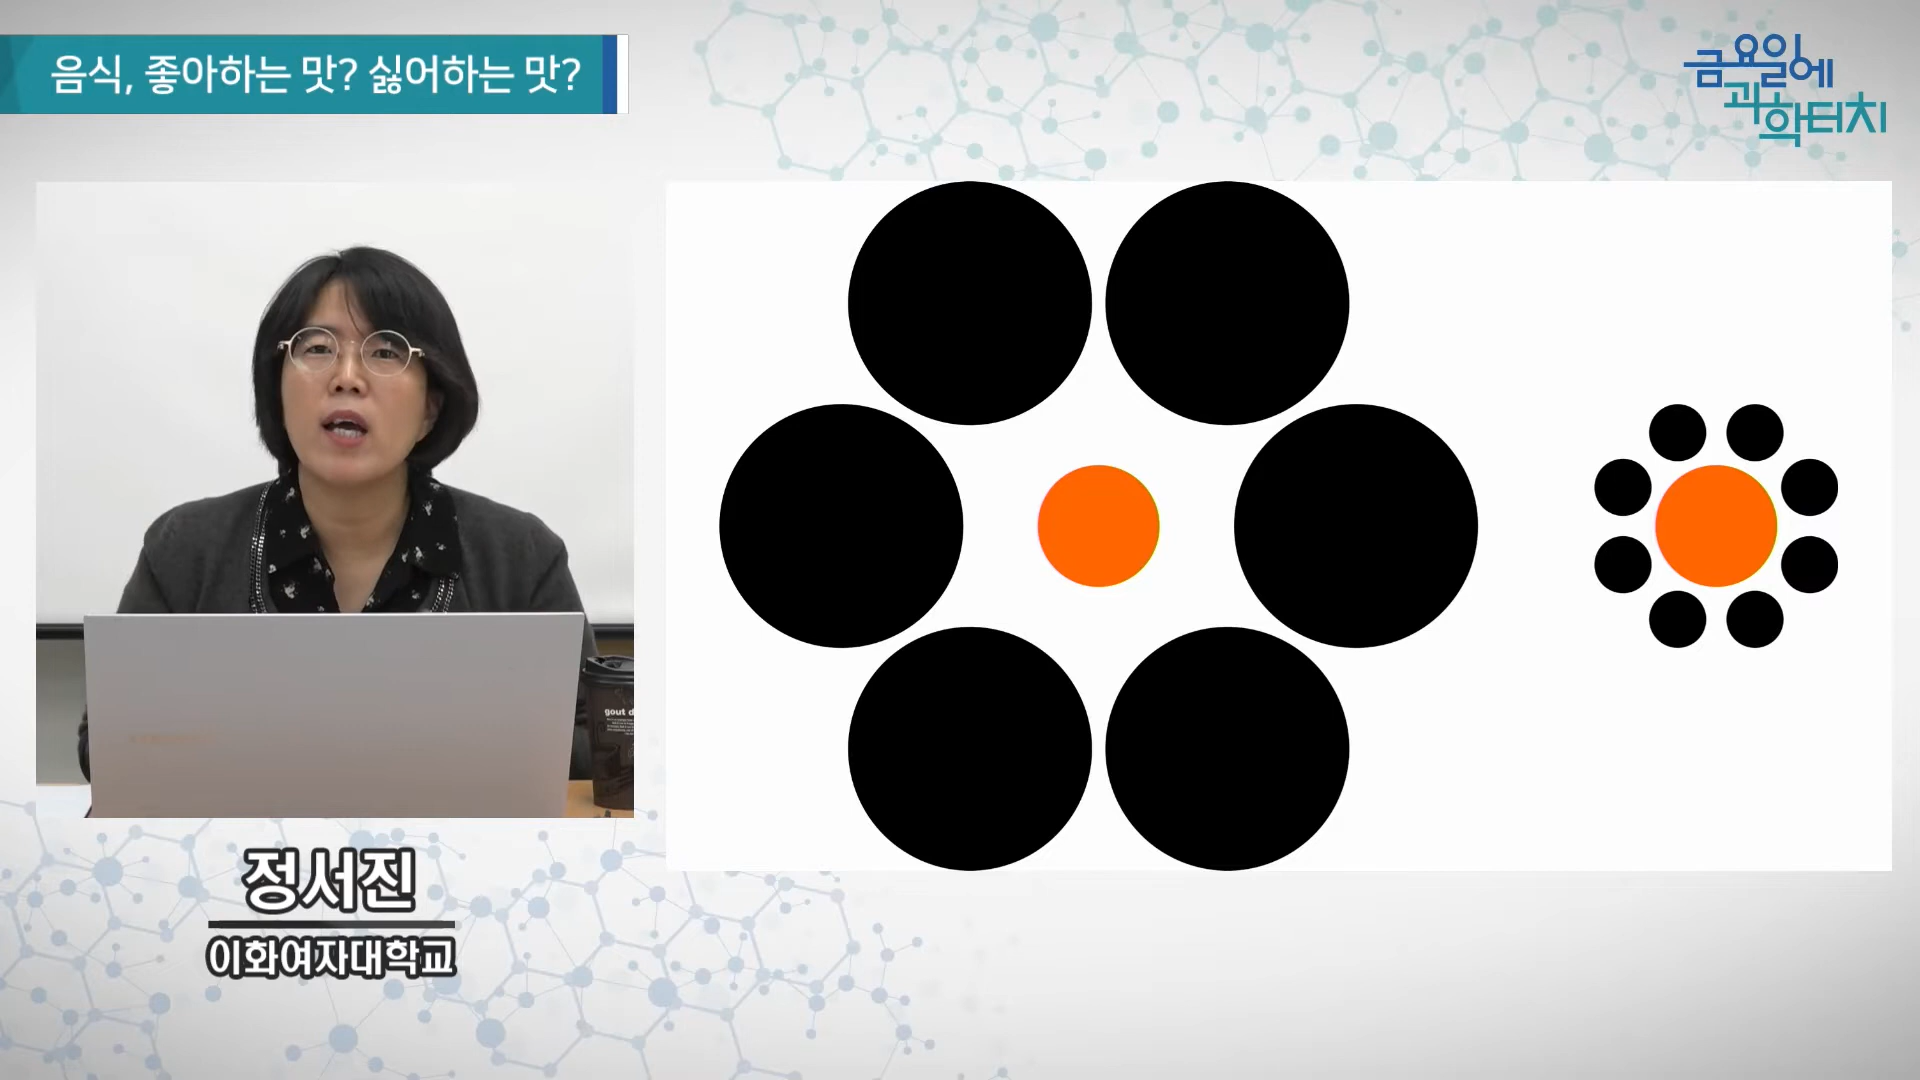 음식, 좋아하는 맛? 싫어하는 맛?
금요일에
과학터치
gout d
정서진
이화여자대학교